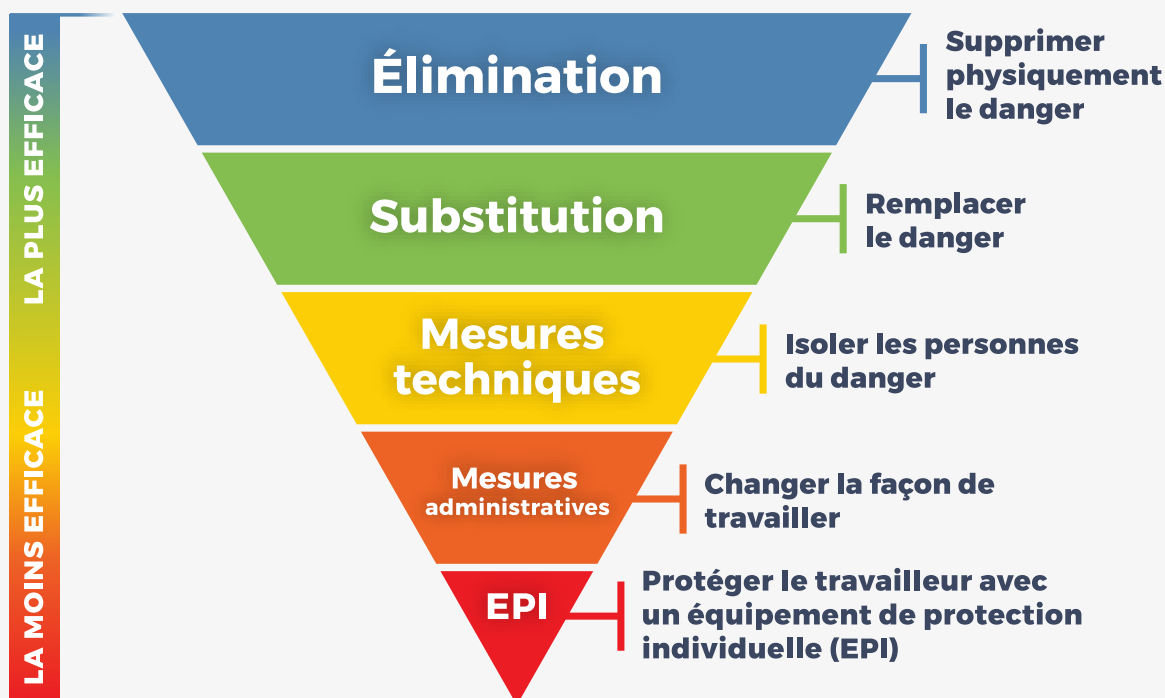 LA PLUS EFFICACE
LA MOINS EFFICACE
Élimination
Supprimer
physiquement
le danger
Substitution
Remplacer
le danger
Mesures
techniques
Isoler les personnes
du danger
Mesures
administratives
Changer la façon de
travailler
EPI
Protéger le travailleur avec
un équipement de protection
individuelle (EPI)